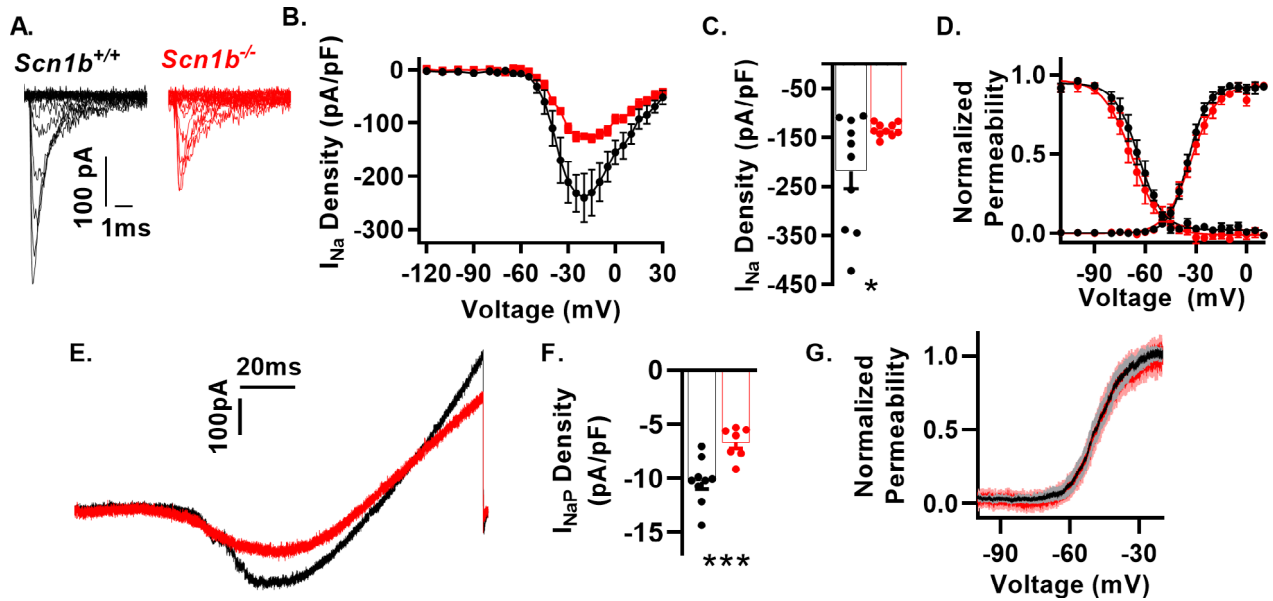 A.
Scn1b+/+
Scn1b-/-
100 pA
1ms
B.
INa Density (pA/pF)
0
-100
-200
-300
-120
-90
-60
-30
0
30
Voltage (mV)
C.
INa Density (pA/pF)
-50
-150
-250
-350
-450
*
D.
Normalized
Permeability
1.0
0.5
0.0
-90
-60
-30
0
Voltage (mV)
E.
20ms
100pA
F.
INaP Density
(pA/pF)
0
-5
-10
-15
***
G.
Normalized
Permeability
1.0
0.5
0.0
-90
-60
-30
Voltage (mV)